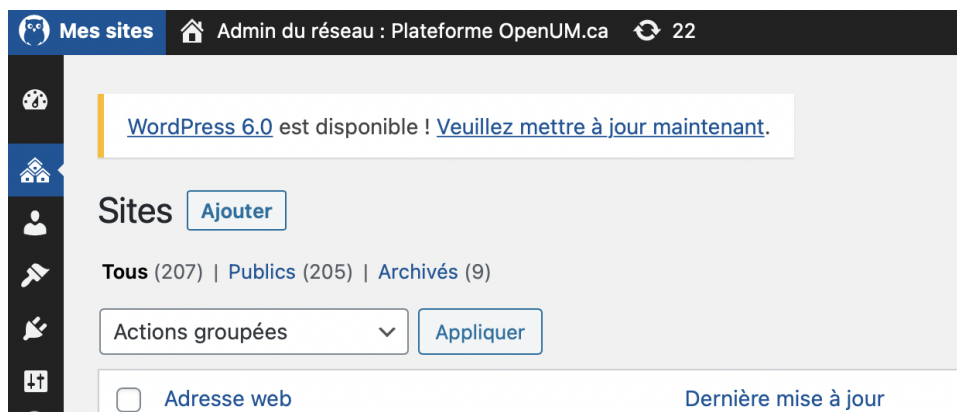 Mes sites Admin du réseau : Plateforme OpenUM.ca 22
WordPress 6.0 est disponible ! Veuillez mettre à jour maintenant.
Sites Ajouter
Tous (207) | Publics (205) | Archivés (9)
Actions groupées Appliquer
Adresse web Dernière mise à jour